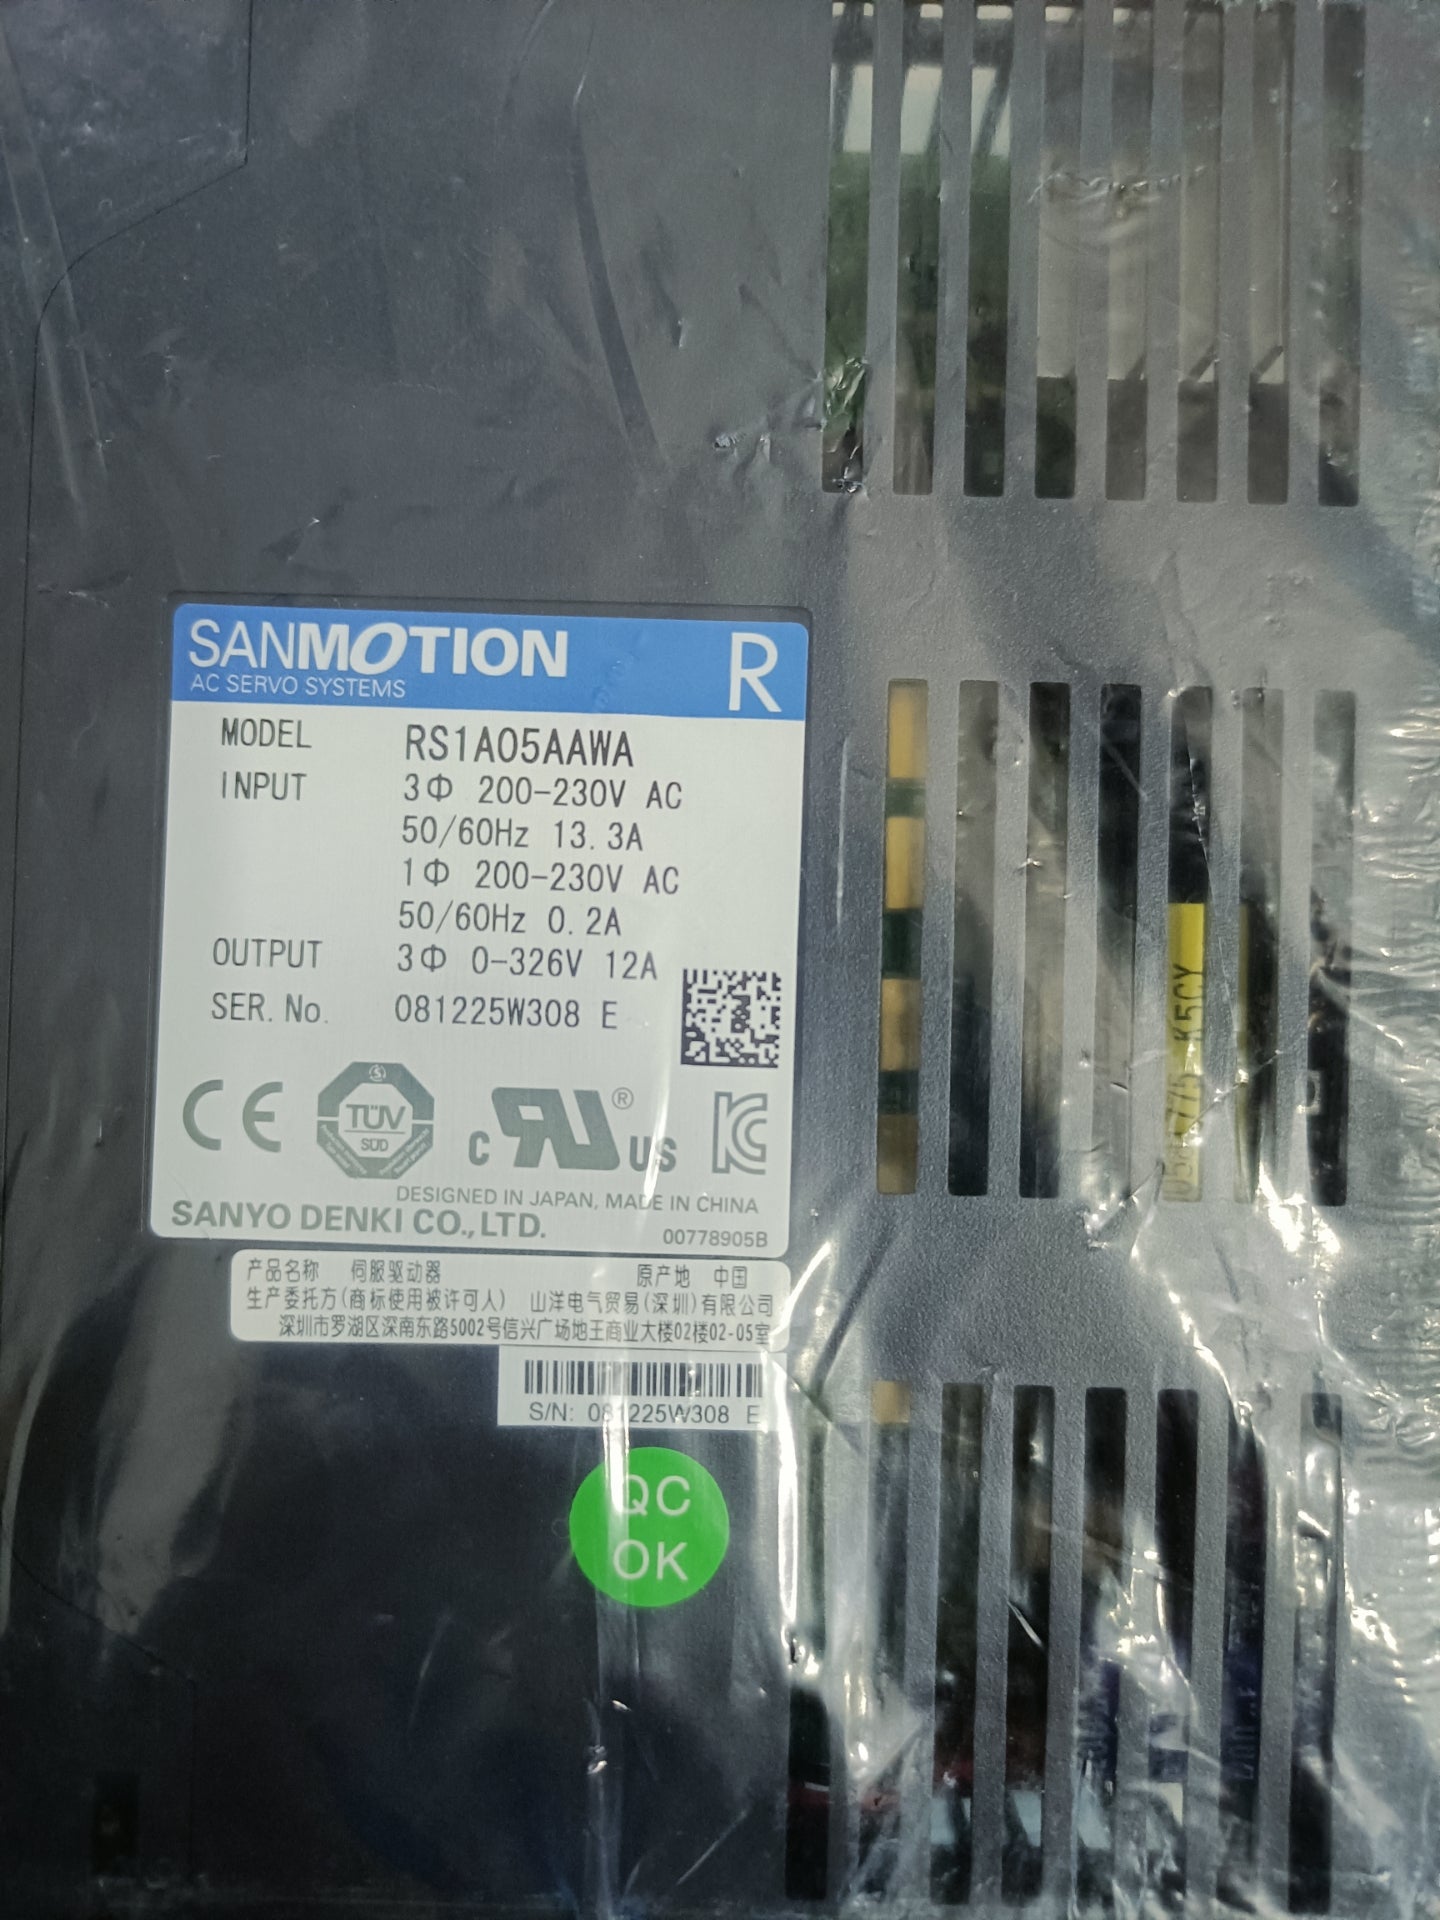 SANMOTION R
AC SERVO SYSTEMS
MODEL RS1A05AAWA
INPUT 3Φ 200-230V AC
50/60Hz 13.3A
1Φ 200-230V AC
50/60Hz 0.2A
OUTPUT 3Φ 0-326V 12A
SER. No. 081225W308 E
CE TÜV SÜD c RU ® US KC
DESIGNED IN JAPAN, MADE IN CHINA
SANYO DENKI CO., LTD. 00778905B
产品名称 伺服驱动器 原产地 中国
生产委托方(商标使用被许可人) 山洋电气贸易(深圳)有限公司
深圳市罗湖区深南东路5002号信兴广场地王商业大楼02楼02-05室
S/N: 081225W308 E
QC
OK
K5CY